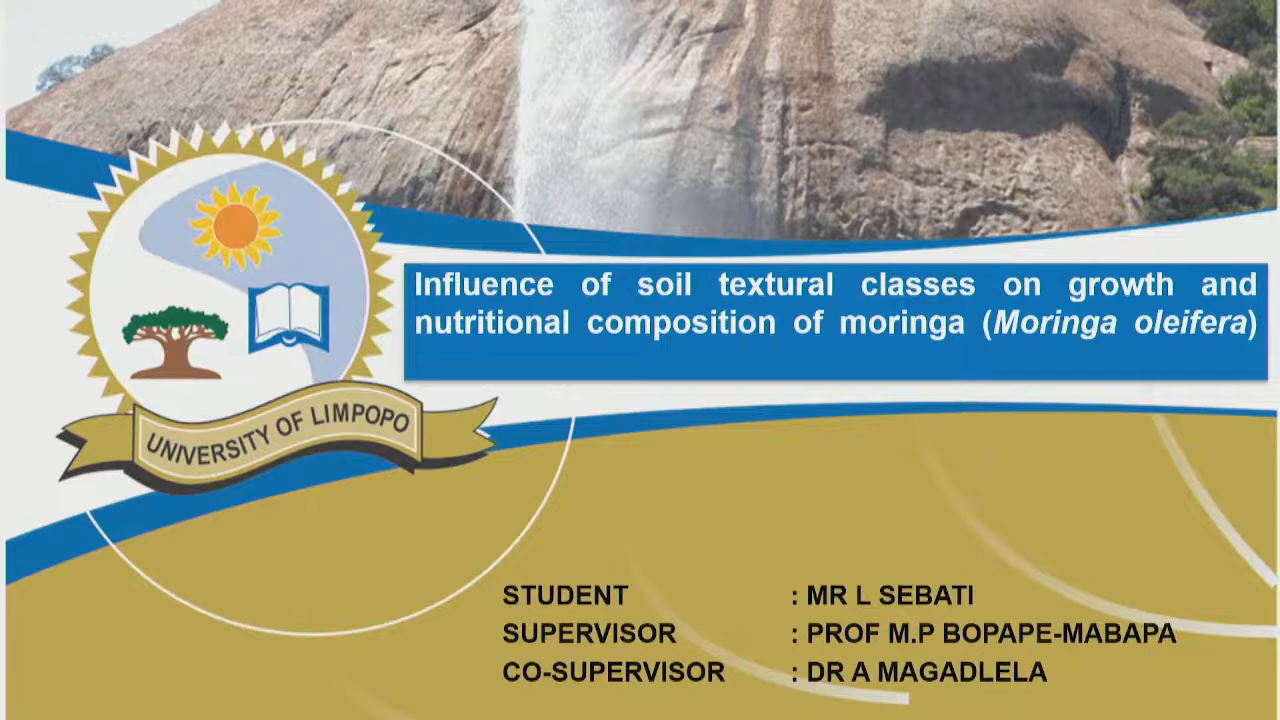 Influence of soil textural classes on growth and
nutritional composition of moringa (Moringa oleifera)
UNIVERSITY OF LIMPOPO
STUDENT : MR L SEBATI
SUPERVISOR : PROF M.P BOPAPE-MABAPA
CO-SUPERVISOR : DR A MAGADLELA